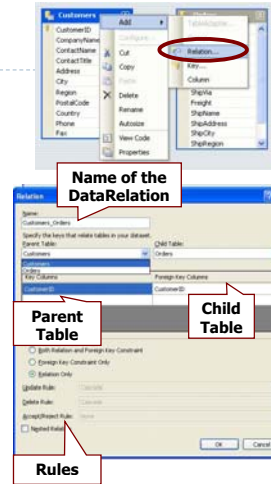 Customers
CustomerID
CompanyName
ContactName
ContactTitle
Address
City
Region
PostalCode
Country
Phone
Fax
Add
Cut
Copy
Delete
Rename
Autosize
View Code
Properties
Relation...
Key...
Column
ShipVia
Freight
ShipName
ShipAddress
ShipCity
ShipRegion
Name of the
DataRelation
Relation
Name:
Customers_Orders
Specify the keys that relate tables in your dataset.
Parent Table:
Child Table:
Customers
Orders
Customers
Orders
Key Columns
Foreign Key Columns
CustomerID
CustomerID
Parent
Table
Child
Table
Both Relation and Foreign Key Constraint
Foreign Key Constraint Only
Relation Only
Update Rule:
Cascade
Delete Rule:
Cascade
Accept/Reject Rule:
None
Nested Relation
OK
Cancel
Rules